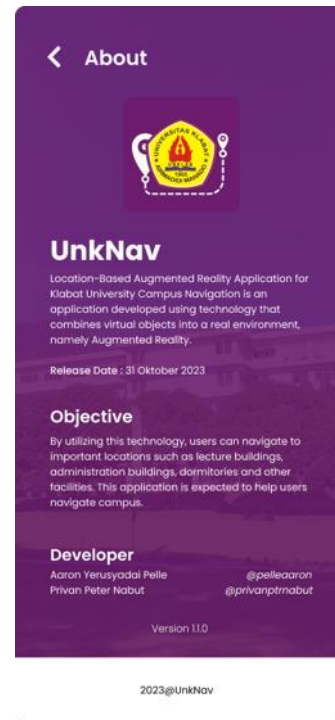 About
UNIVERSITAS KLABAT
UnkNav
Location-Based Augmented Reality Application for
Klabat University Campus Navigation is an
application developed using technology that
combines virtual objects into a real environment,
namely Augmented Reality.
Release Date : 31 Oktober 2023
Objective
By utilizing this technology, users can navigate to
important locations such as lecture buildings,
administration buildings, dormitories and other
facilities. This application is expected to help users
navigate campus.
Developer
Aaron Yerusyadai Pelle @pelleaaron
Privan Peter Nabut @privanptrnabut
Version 1.1.0
2023@UnkNav